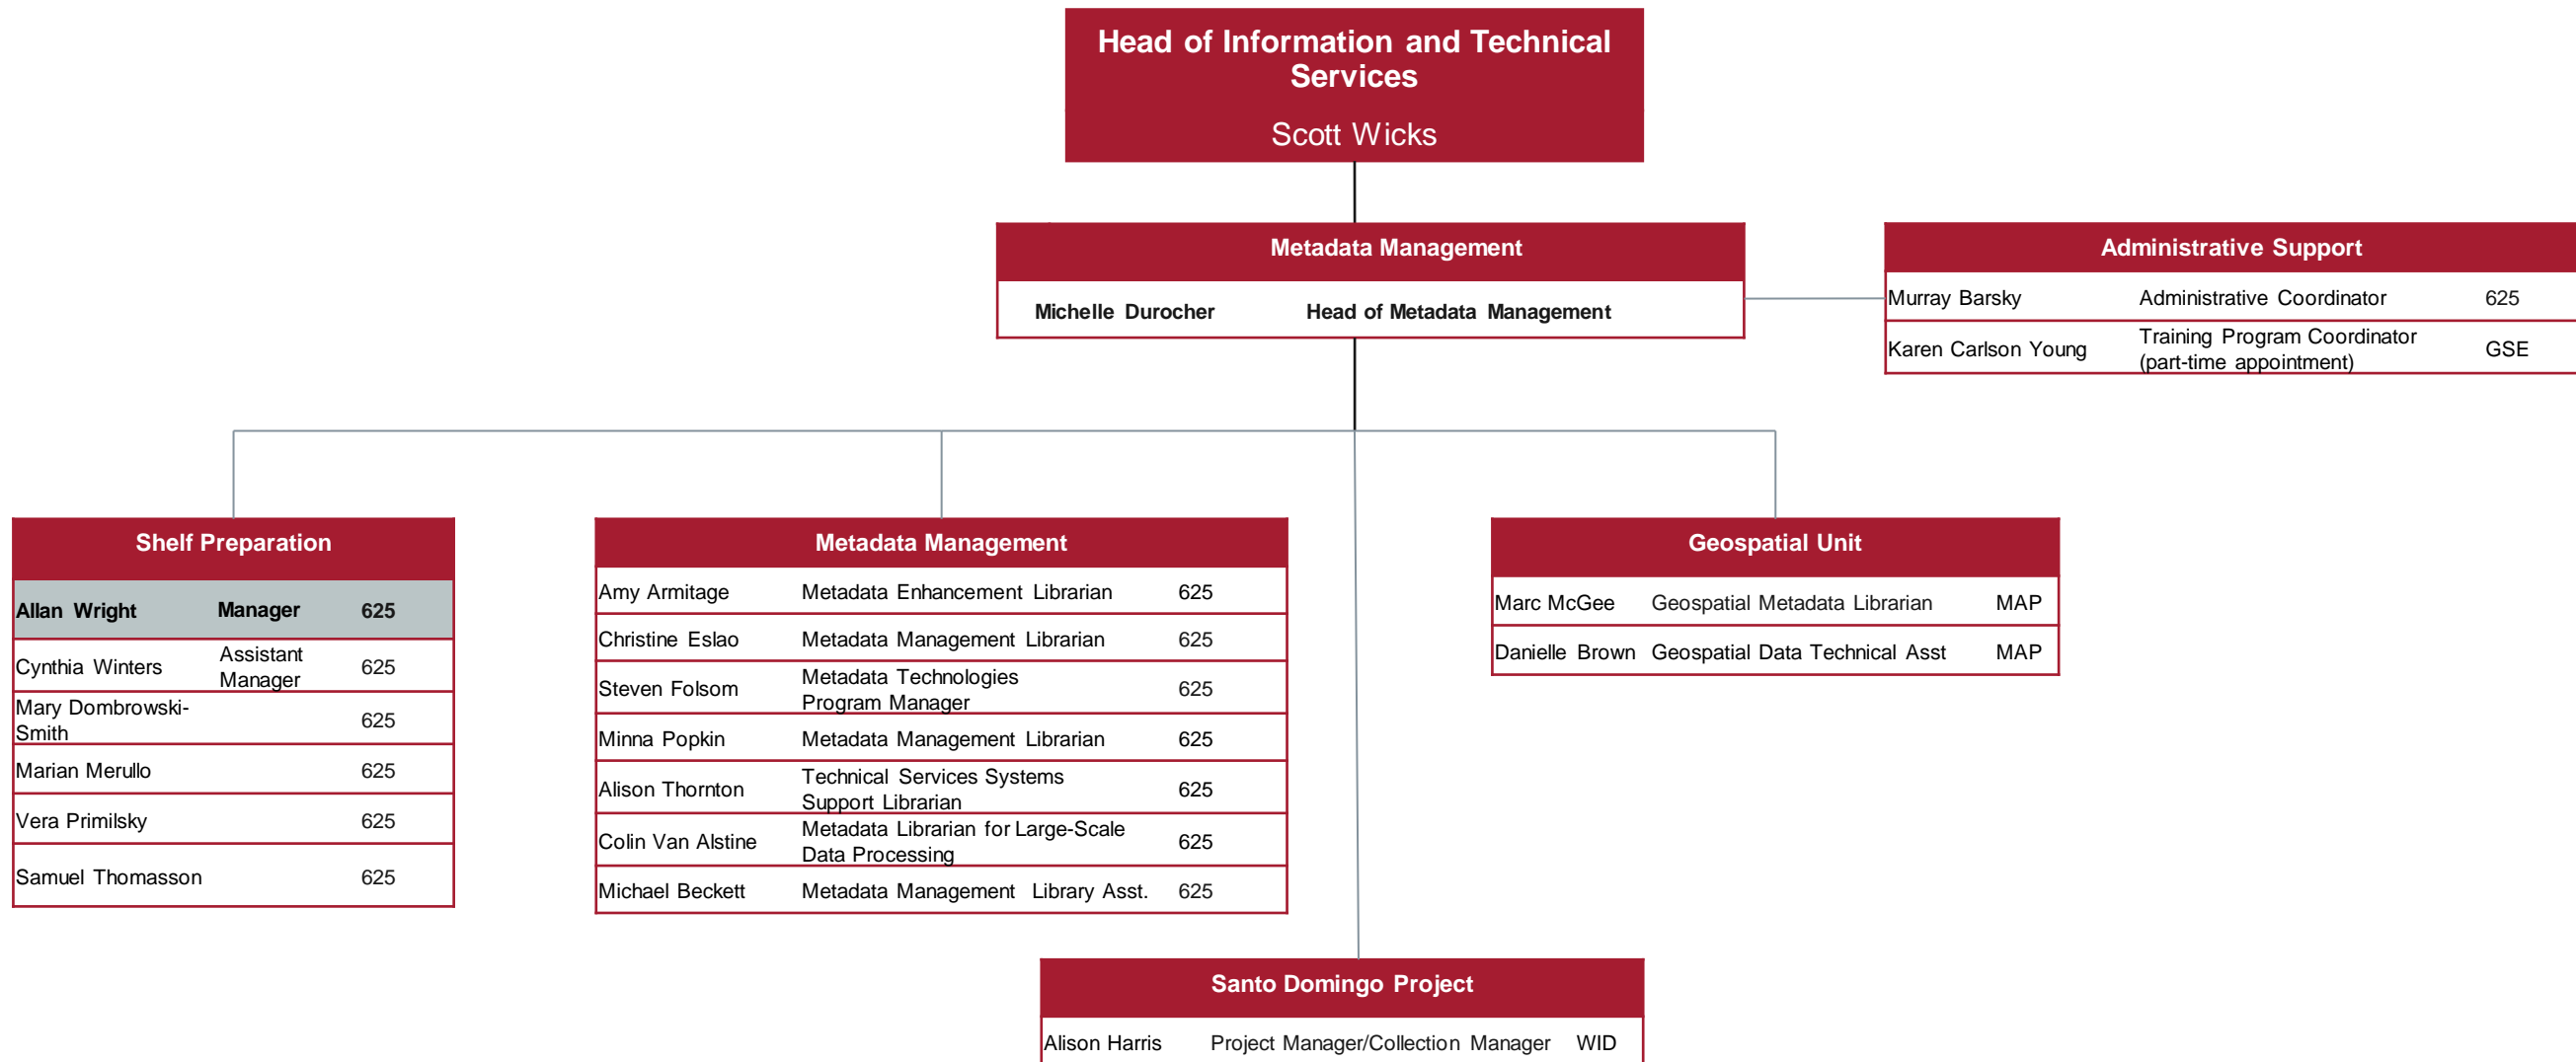 Head of Information and Technical
Services
Scott Wicks
Metadata Management
Michelle Durocher Head of Metadata Management
Administrative Support
Murray Barsky Administrative Coordinator 625
Karen Carlson Young Training Program Coordinator
(part-time appointment) GSE
Shelf Preparation
Allan Wright Manager 625
Cynthia Winters Assistant
Manager 625
Mary Dombrowski-
Smith 625
Marian Merullo 625
Vera Primilsky 625
Samuel Thomasson 625
Metadata Management
Amy Armitage Metadata Enhancement Librarian 625
Christine Eslao Metadata Management Librarian 625
Steven Folsom Metadata Technologies
Program Manager 625
Minna Popkin Metadata Management Librarian 625
Alison Thornton Technical Services Systems
Support Librarian 625
Colin Van Alstine Metadata Librarian for Large-Scale
Data Processing 625
Michael Beckett Metadata Management Library Asst. 625
Geospatial Unit
Marc McGee Geospatial Metadata Librarian MAP
Danielle Brown Geospatial Data Technical Asst MAP
Santo Domingo Project
Alison Harris Project Manager/Collection Manager WID